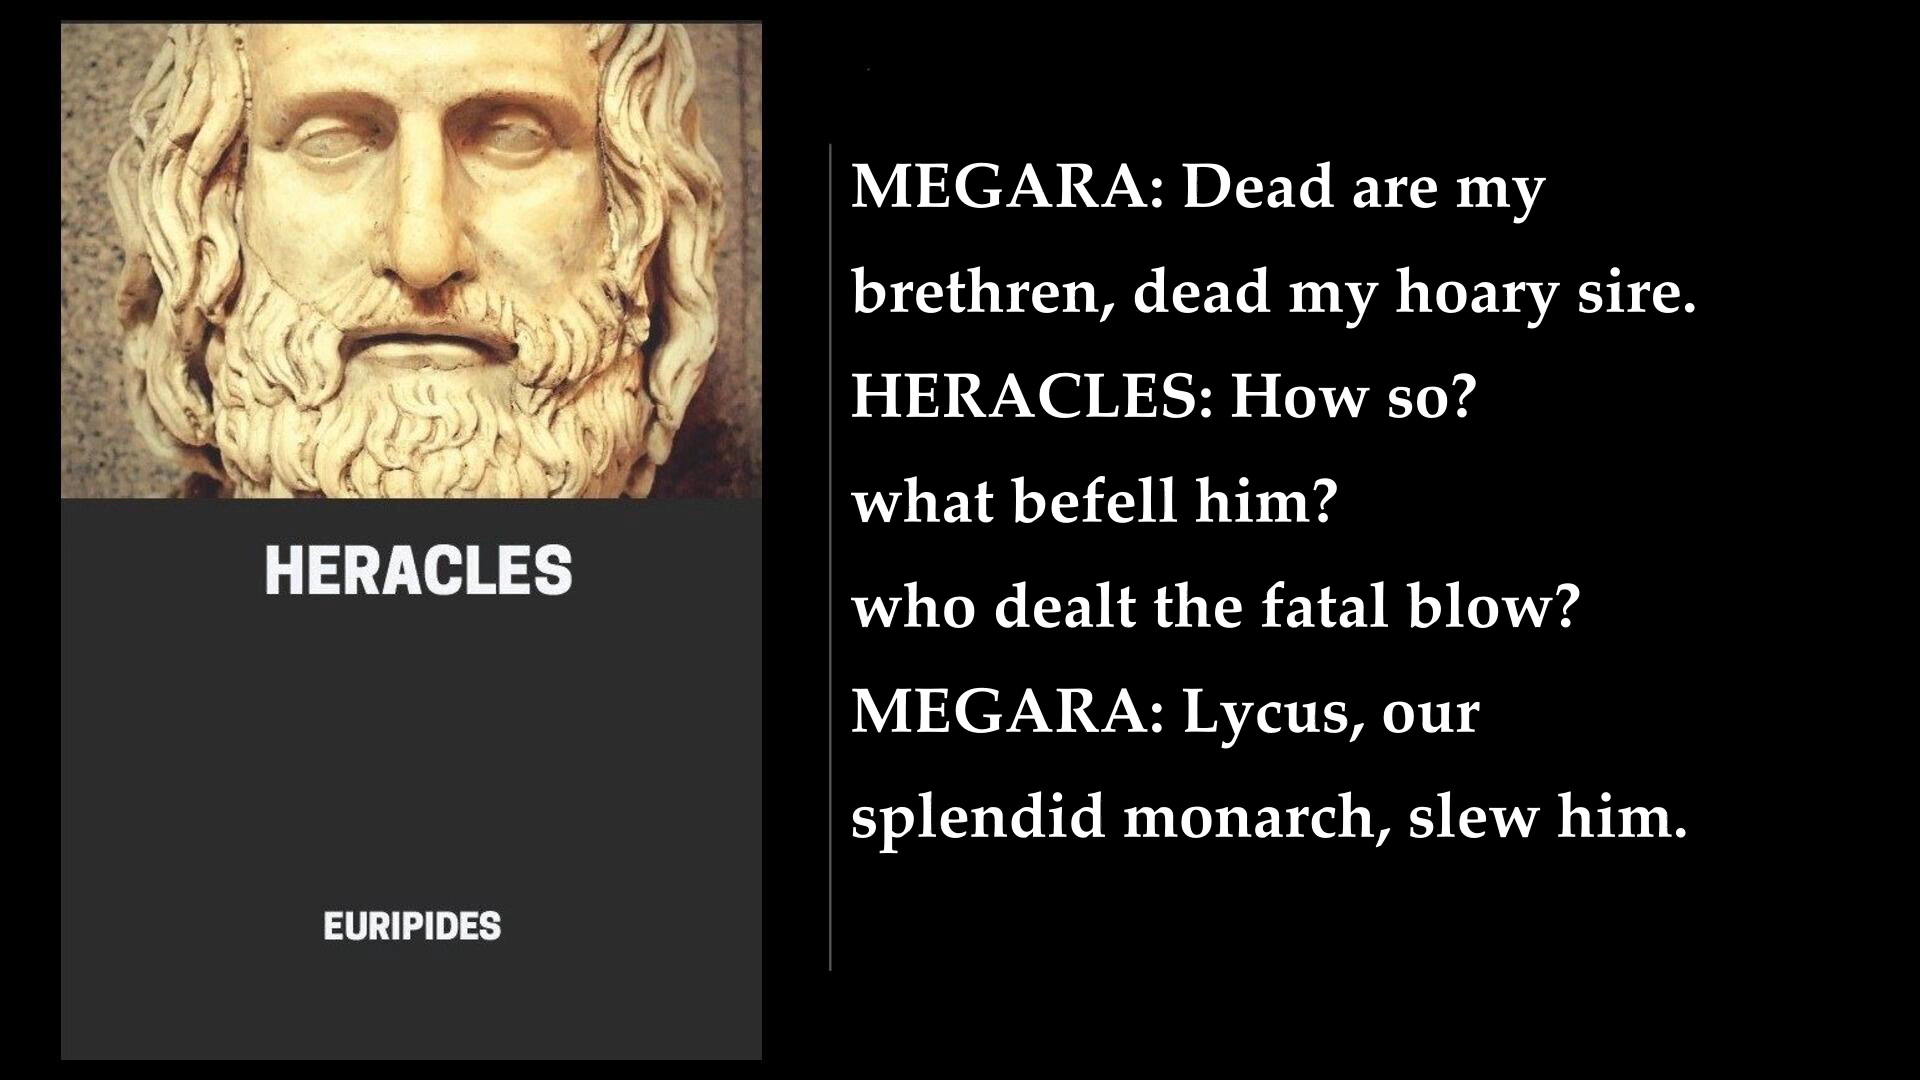 HERACLES
EURIPIDES
MEGARA: Dead are my
brethren, dead my hoary sire.
HERACLES: How so?
what befell him?
who dealt the fatal blow?
MEGARA: Lycus, our
splendid monarch, slew him.